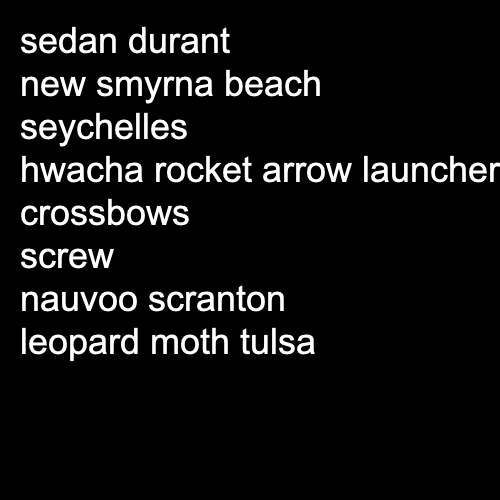 sedan durant
new smyrna beach
seychelles
hwacha rocket arrow launcher
crossbows
screw
nauvoo scranton
leopard moth tulsa